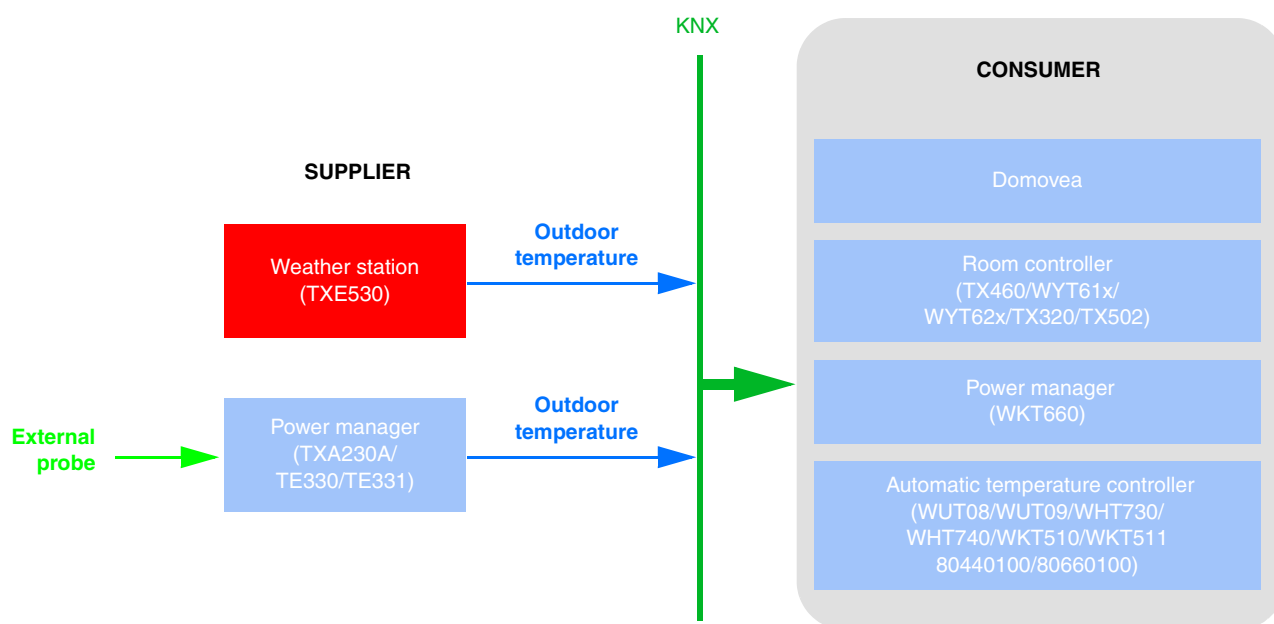 KNX
SUPPLIER
Weather station
(TXE530)
Outdoor
temperature
External
probe
Power manager
(TXA230A/
TE330/TE331)
Outdoor
temperature
CONSUMER
Domovea
Room controller
(TX460/WYT61x/
WYT62x/TX320/TX502)
Power manager
(WKT660)
Automatic temperature controller
(WUT08/WUT09/WHT730/
WHT740/WKT510/WKT511
80440100/80660100)